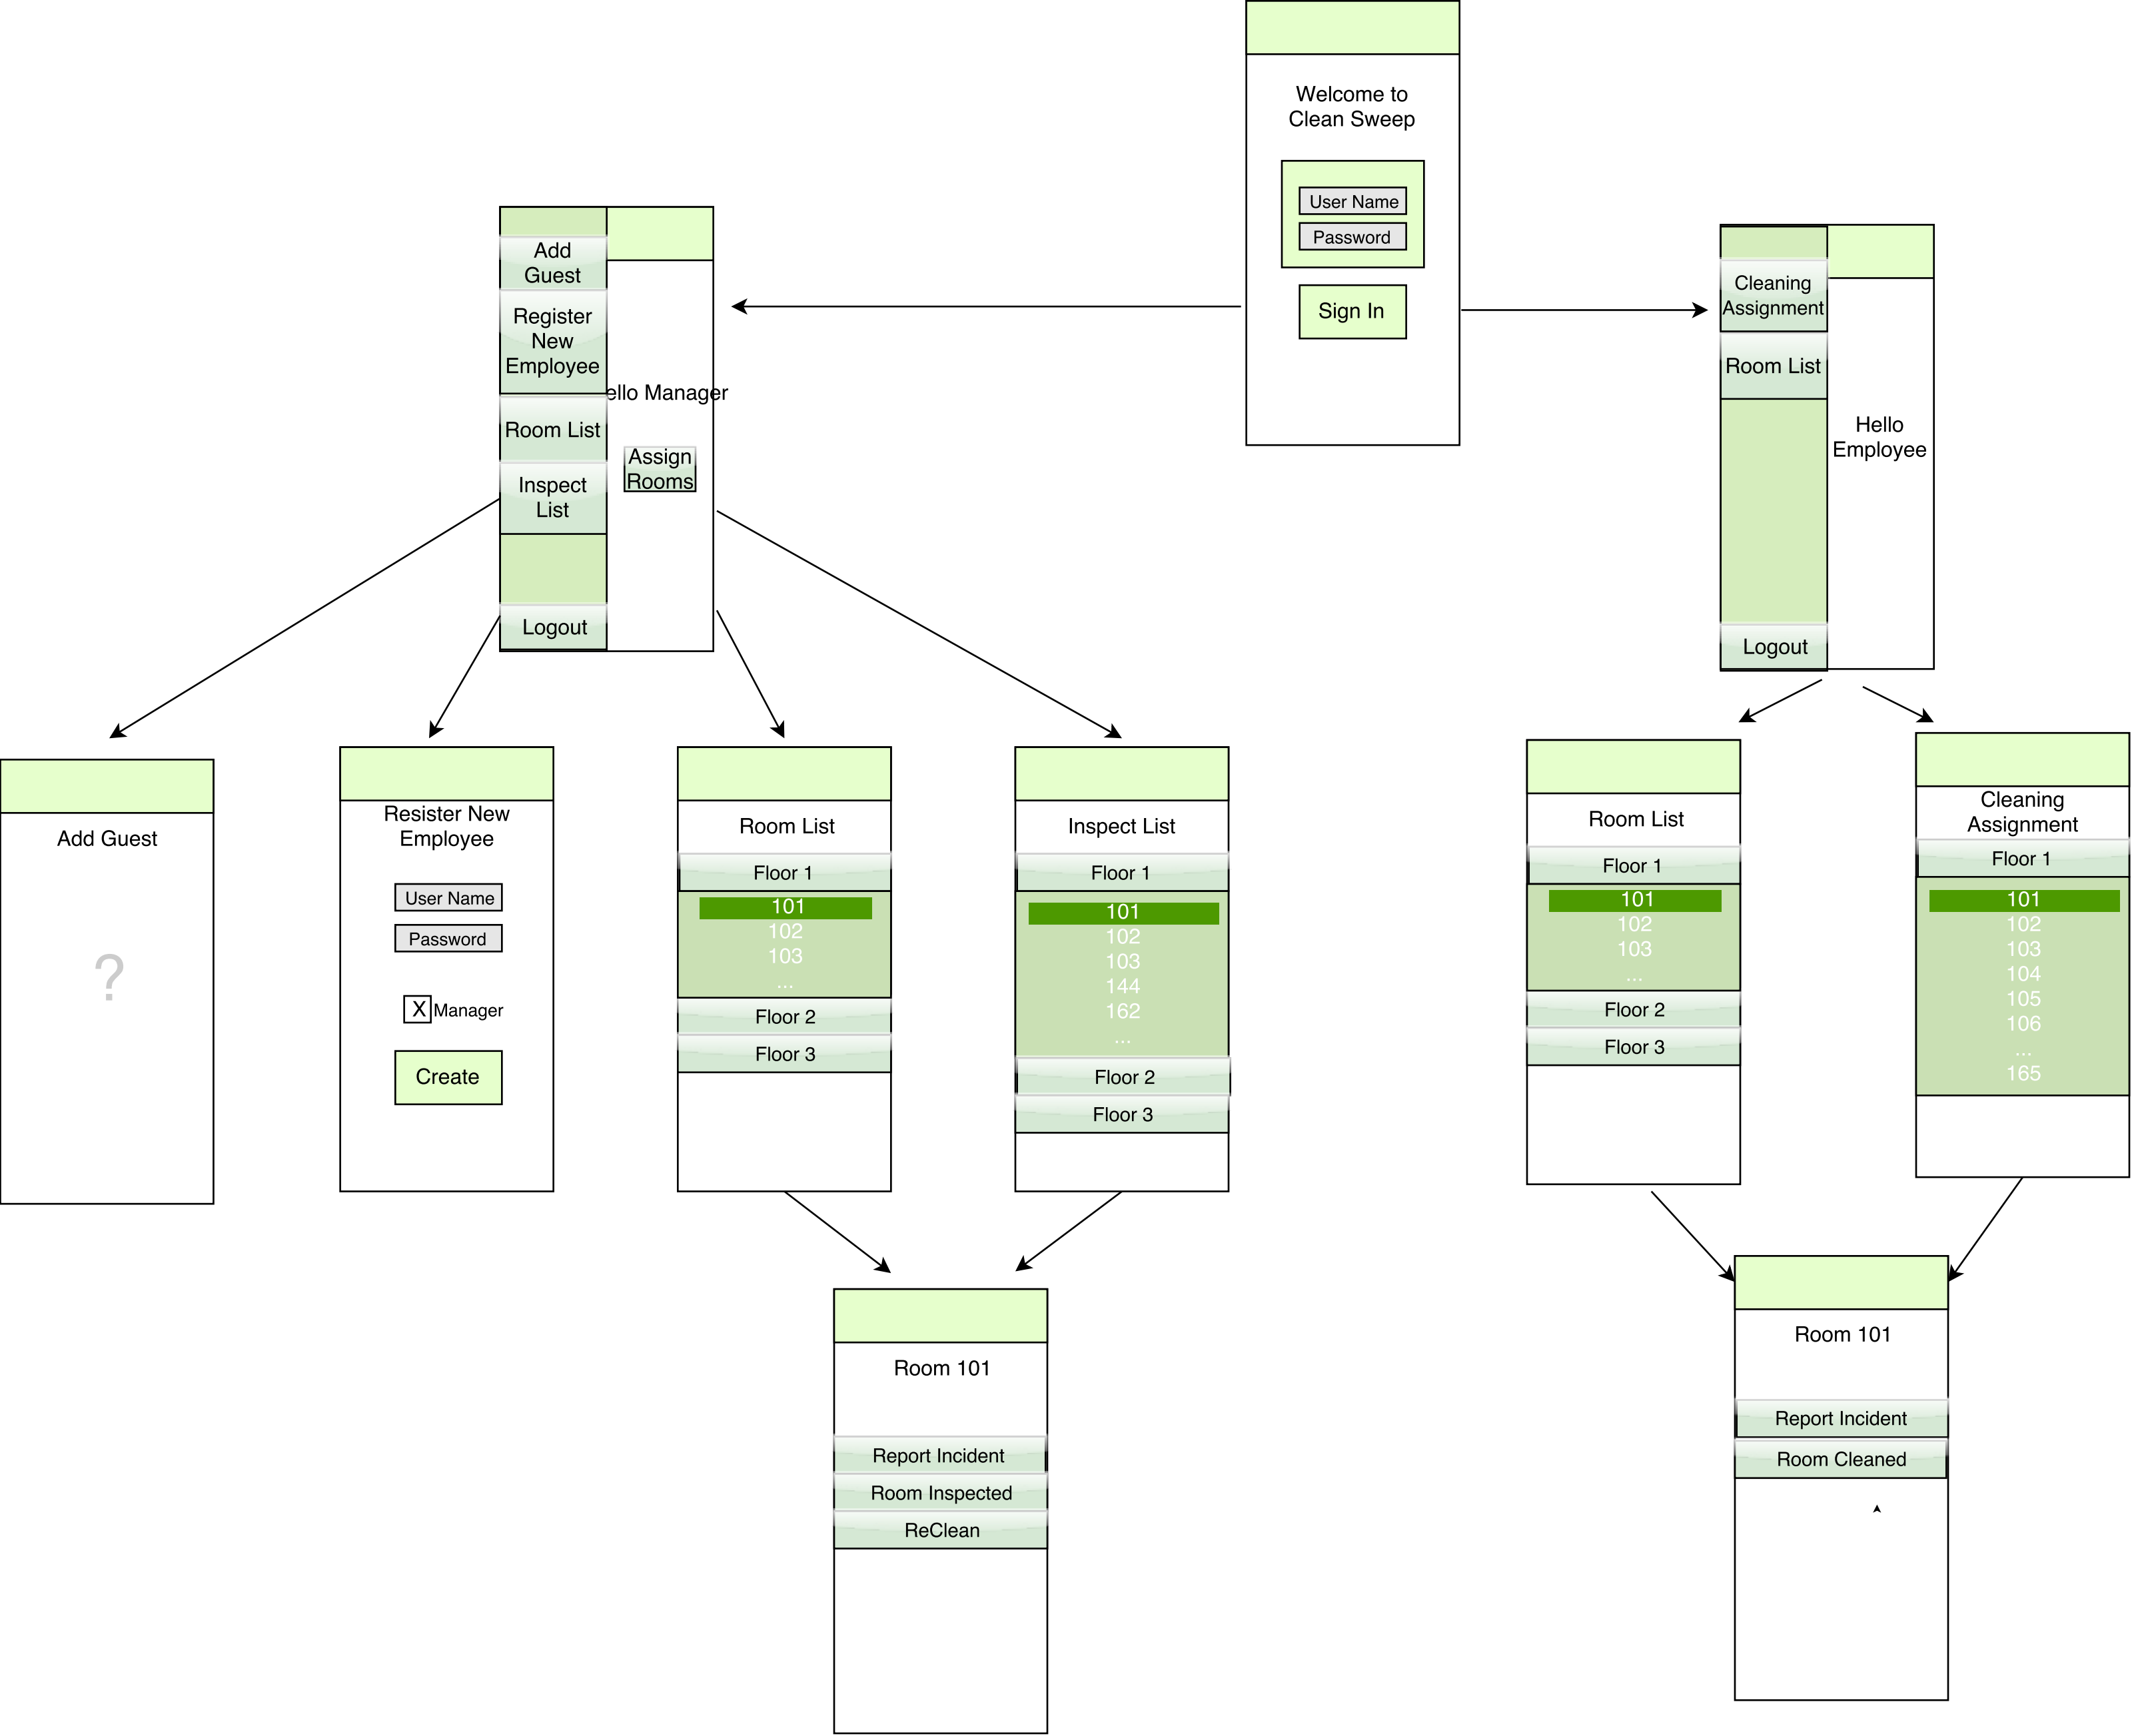 Welcome to
Clean Sweep
User Name
Password
Sign In
Add
Guest
Register
New
Employee
Room List
Inspect
List
Logout
ello Manager
Assign
Rooms
Cleaning
Assignment
Room List
Logout
Hello
Employee
Add Guest
?
Resister New
Employee
User Name
Password
X Manager
Create
Room List
Floor 1
101
102
103
...
Floor 2
Floor 3
Inspect List
Floor 1
101
102
103
144
162
...
Floor 2
Floor 3
Room List
Floor 1
101
102
103
...
Floor 2
Floor 3
Cleaning
Assignment
Floor 1
101
102
103
104
105
106
...
165
Room 101
Report Incident
Room Inspected
ReClean
Room 101
Report Incident
Room Cleaned